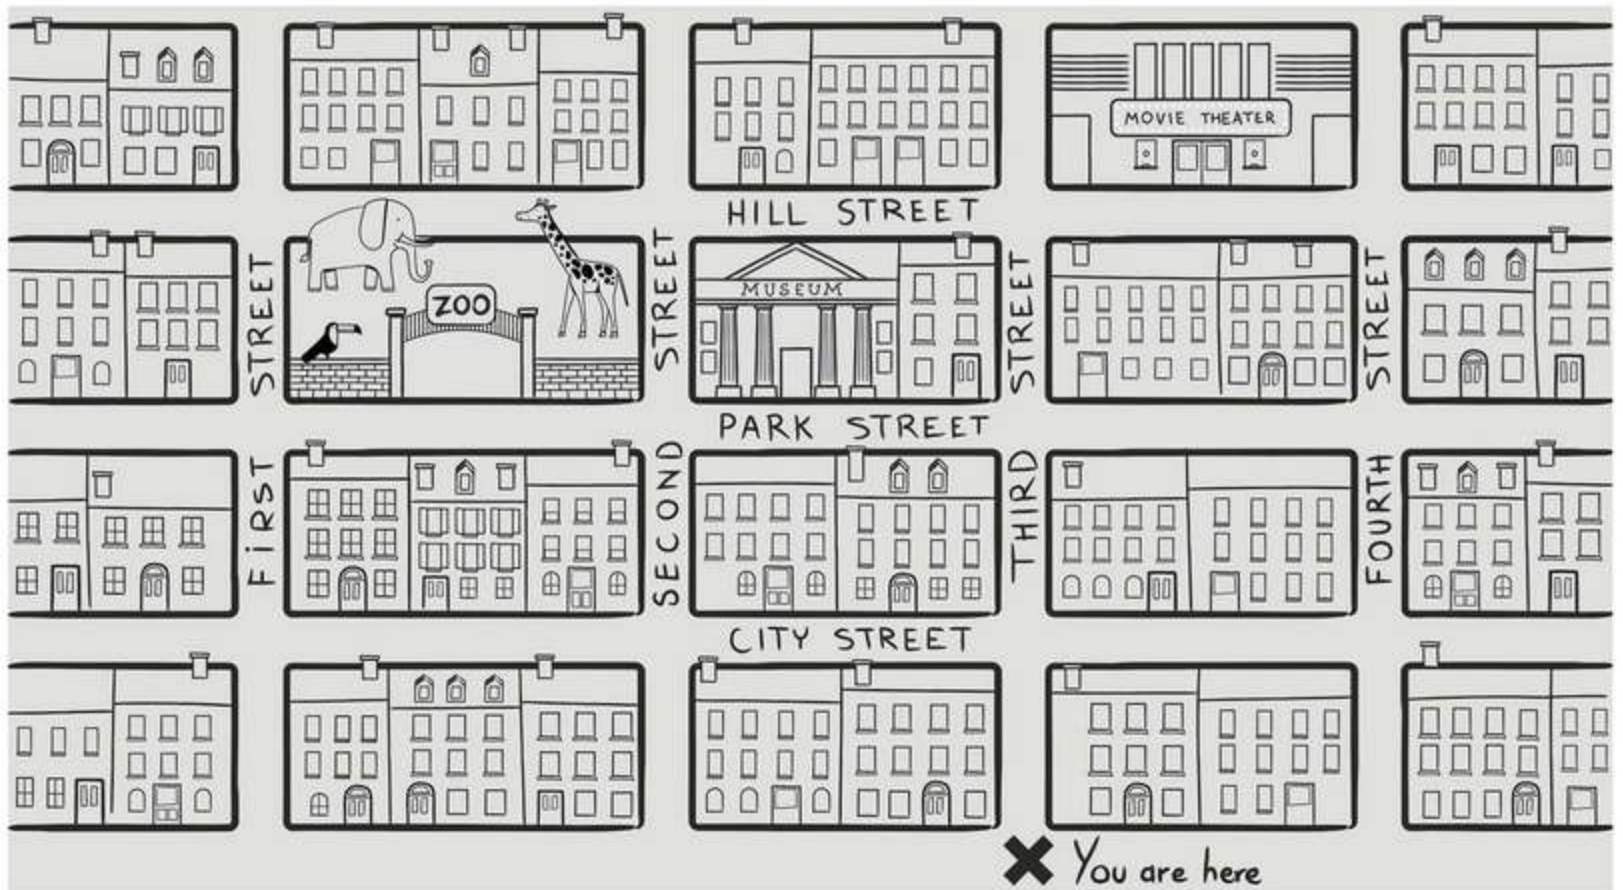 MOVIE THEATER
HILL STREET
ZOO
MUSEUM
PARK STREET
FIRST STREET
SECOND STREET
THIRD STREET
FOURTH STREET
CITY STREET
You are here